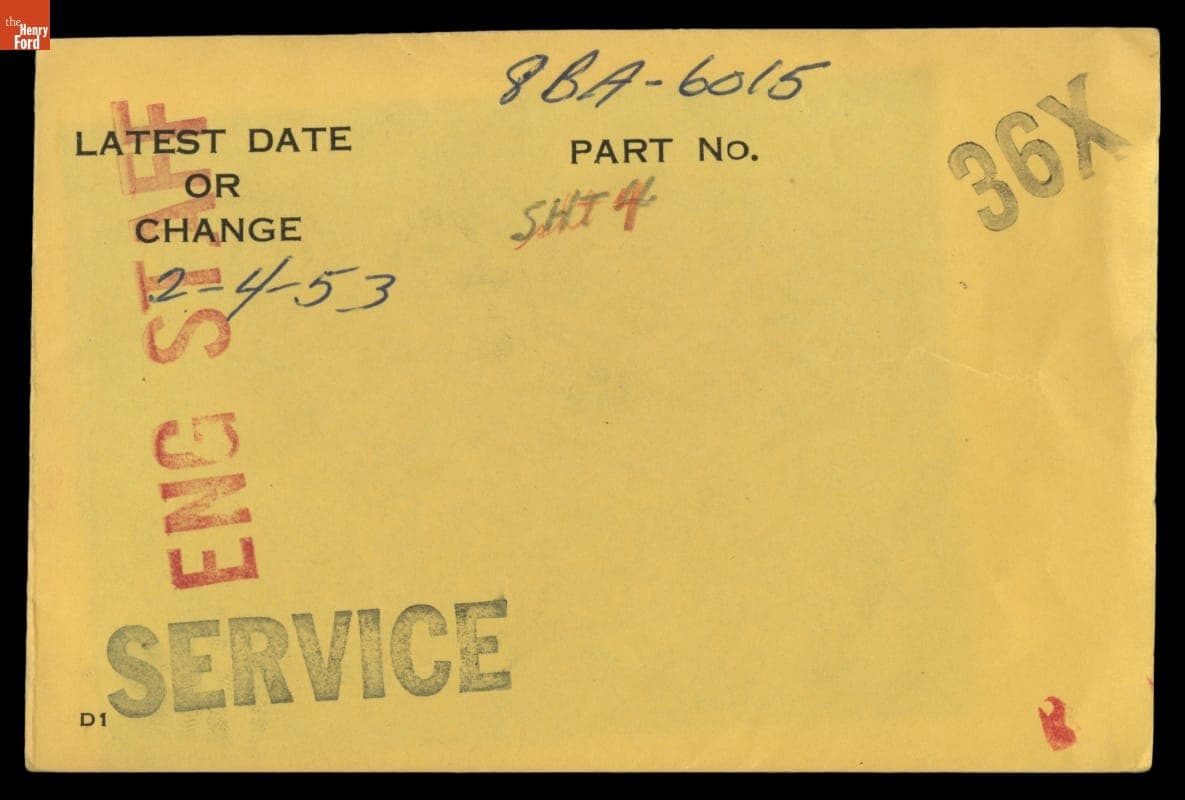 the
Henry
Ford
8BA-6015
LATEST DATE
OR
CHANGE
PART No.
36X
SHT 4
2-4-53
ENG STAFF
SERVICE
D1